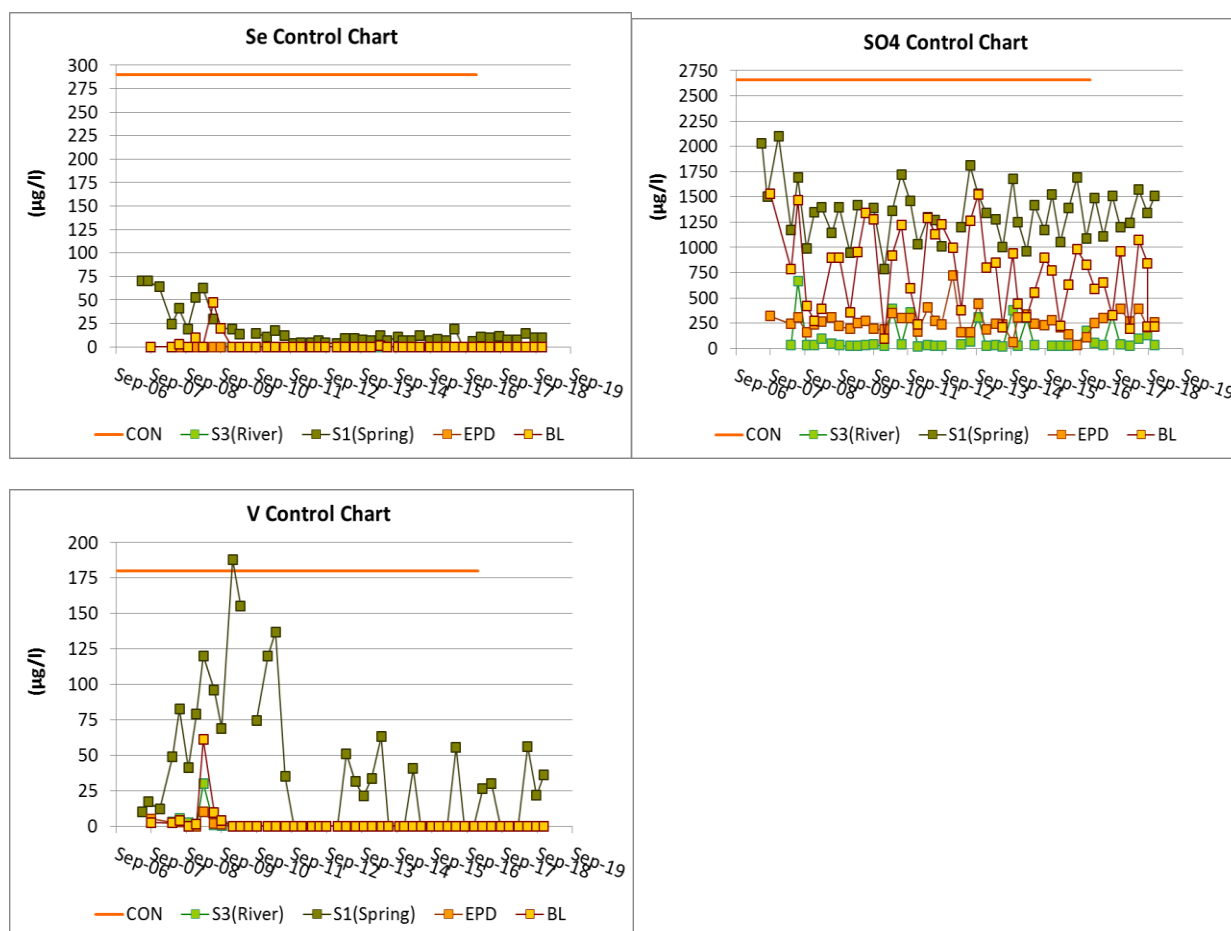 Se Control Chart
(µg/l)
300
275
250
225
200
175
150
125
100
75
50
25
0
Sep-06 Sep-07 Sep-08 Sep-09 Sep-10 Sep-11 Sep-12 Sep-13 Sep-14 Sep-15 Sep-16 Sep-17 Sep-18 Sep-19
CON S3(River) S1(Spring) EPD BL
SO4 Control Chart
(µg/l)
2750
2500
2250
2000
1750
1500
1250
1000
750
500
250
0
Sep-06 Sep-07 Sep-08 Sep-09 Sep-10 Sep-11 Sep-12 Sep-13 Sep-14 Sep-15 Sep-16 Sep-17 Sep-18 Sep-19
CON S3(River) S1(Spring) EPD BL
V Control Chart
(µg/l)
200
175
150
125
100
75
50
25
0
Sep-06 Sep-07 Sep-08 Sep-09 Sep-10 Sep-11 Sep-12 Sep-13 Sep-14 Sep-15 Sep-16 Sep-17 Sep-18 Sep-19
CON S3(River) S1(Spring) EPD BL